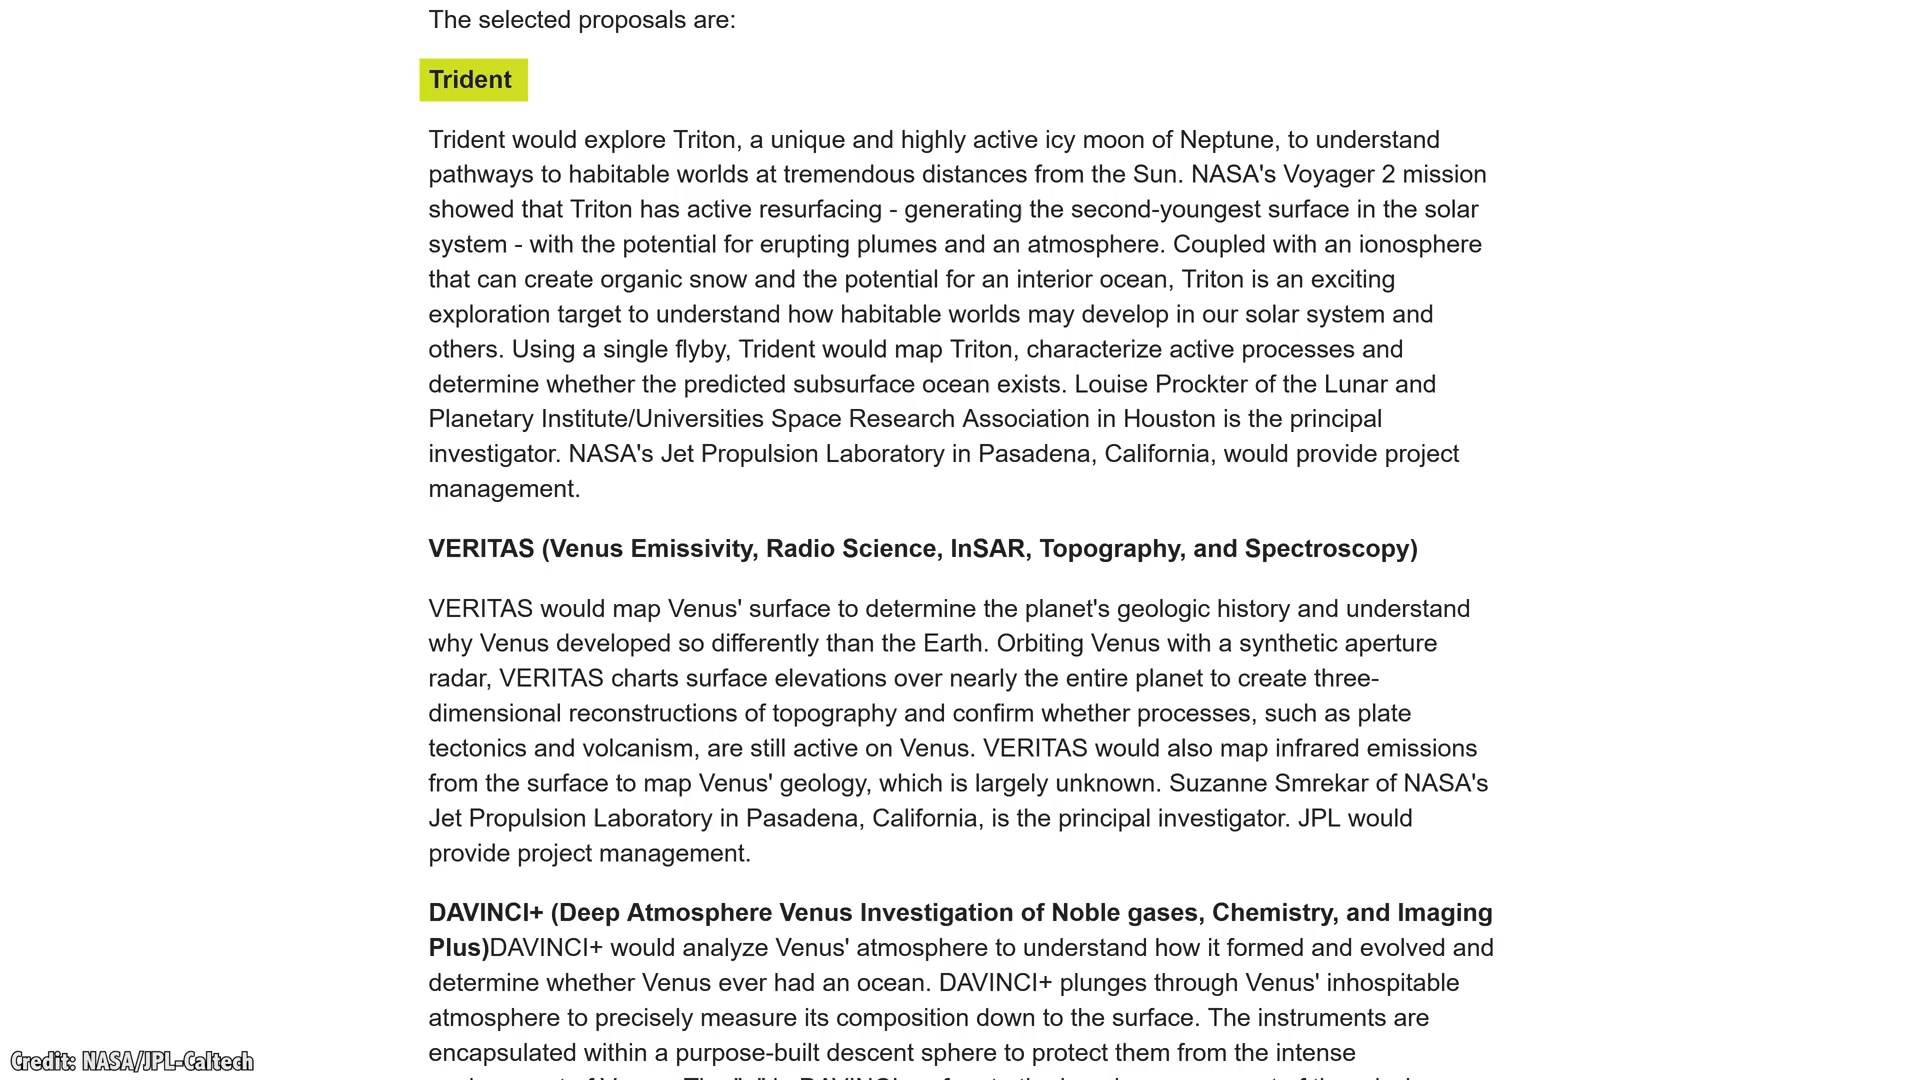 The selected proposals are:
Trident
Trident would explore Triton, a unique and highly active icy moon of Neptune, to understand
pathways to habitable worlds at tremendous distances from the Sun. NASA's Voyager 2 mission
showed that Triton has active resurfacing - generating the second-youngest surface in the solar
system - with the potential for erupting plumes and an atmosphere. Coupled with an ionosphere
that can create organic snow and the potential for an interior ocean, Triton is an exciting
exploration target to understand how habitable worlds may develop in our solar system and
others. Using a single flyby, Trident would map Triton, characterize active processes and
determine whether the predicted subsurface ocean exists. Louise Prockter of the Lunar and
Planetary Institute/Universities Space Research Association in Houston is the principal
investigator. NASA's Jet Propulsion Laboratory in Pasadena, California, would provide project
management.
VERITAS (Venus Emissivity, Radio Science, InSAR, Topography, and Spectroscopy)
VERITAS would map Venus' surface to determine the planet's geologic history and understand
why Venus developed so differently than the Earth. Orbiting Venus with a synthetic aperture
radar, VERITAS charts surface elevations over nearly the entire planet to create three-
dimensional reconstructions of topography and confirm whether processes, such as plate
tectonics and volcanism, are still active on Venus. VERITAS would also map infrared emissions
from the surface to map Venus' geology, which is largely unknown. Suzanne Smrekar of NASA's
Jet Propulsion Laboratory in Pasadena, California, is the principal investigator. JPL would
provide project management.
DAVINCI+ (Deep Atmosphere Venus Investigation of Noble gases, Chemistry, and Imaging
Plus)DAVINCI+ would analyze Venus' atmosphere to understand how it formed and evolved and
determine whether Venus ever had an ocean. DAVINCI+ plunges through Venus' inhospitable
atmosphere to precisely measure its composition down to the surface. The instruments are
encapsulated within a purpose-built descent sphere to protect them from the intense
Credit: NASA/JPL-Caltech